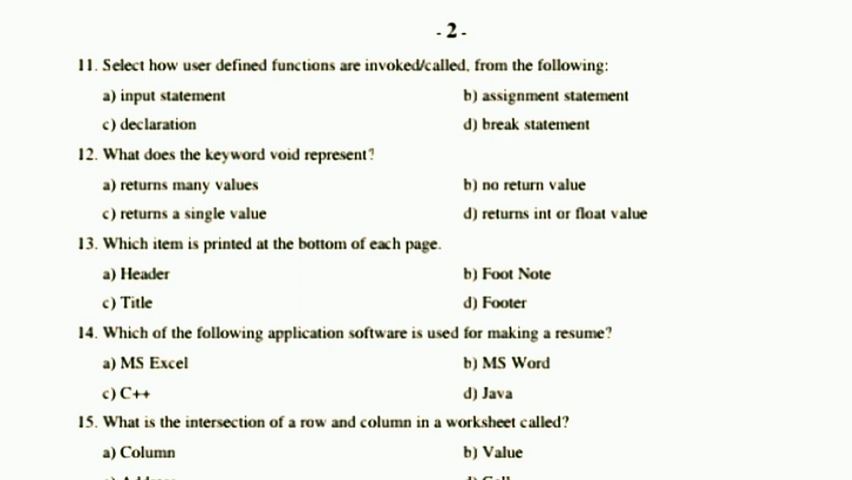 - 2 -
11. Select how user defined functions are invoked/called, from the following:
a) input statement b) assignment statement
c) declaration d) break statement
12. What does the keyword void represent?
a) returns many values b) no return value
c) returns a single value d) returns int or float value
13. Which item is printed at the bottom of each page.
a) Header b) Foot Note
c) Title d) Footer
14. Which of the following application software is used for making a resume?
a) MS Excel b) MS Word
c) C++ d) Java
15. What is the intersection of a row and column in a worksheet called?
a) Column b) Value